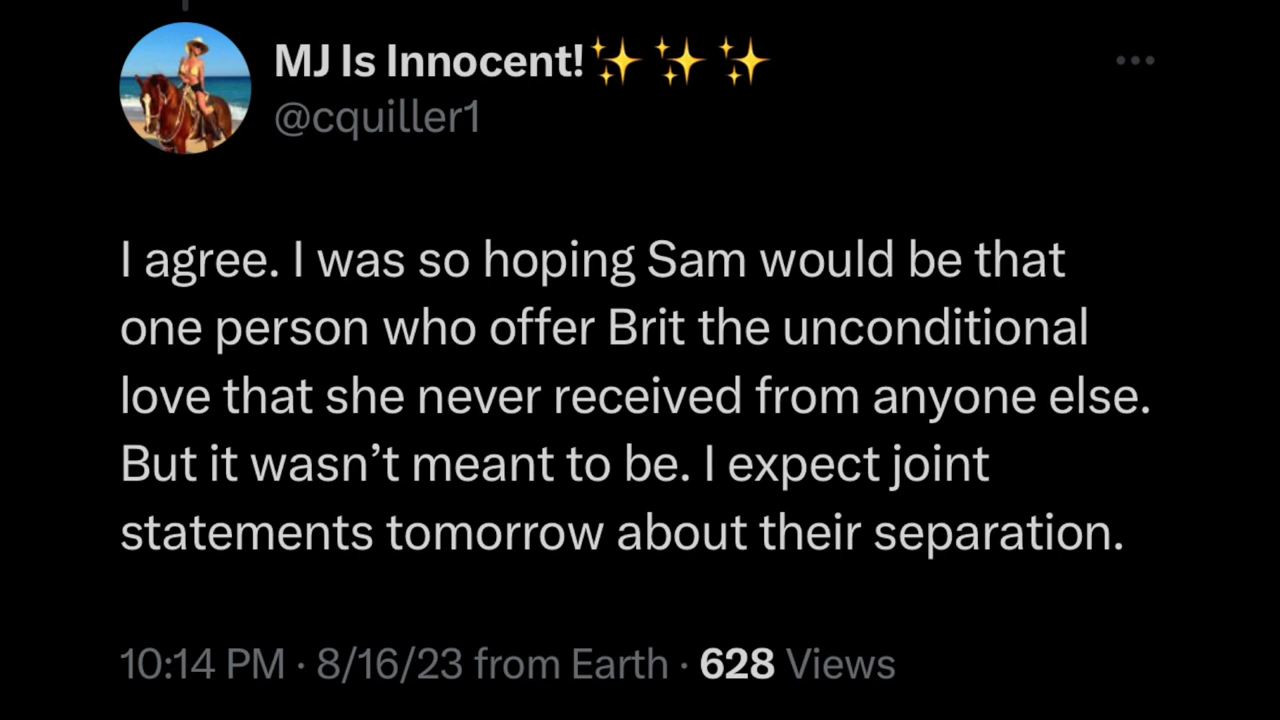 MJ Is Innocent!✨✨✨
@cquiller1
I agree. I was so hoping Sam would be that
one person who offer Brit the unconditional
love that she never received from anyone else.
But it wasn’t meant to be. I expect joint
statements tomorrow about their separation.
10:14 PM · 8/16/23 from Earth · 628 Views